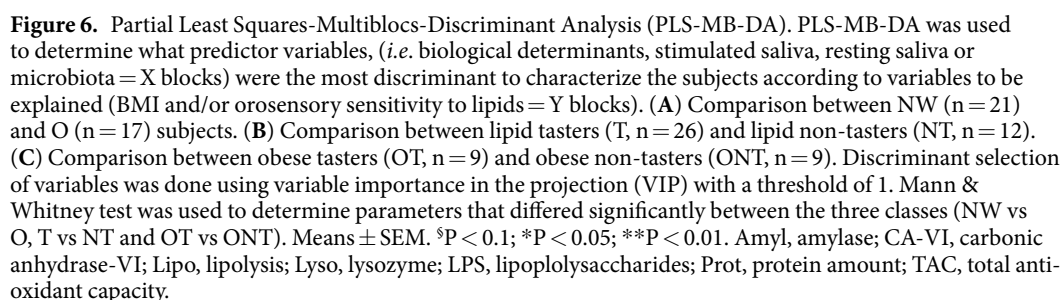 Figure 6. Partial Least Squares-Multiblocs-Discriminant Analysis (PLS-MB-DA). PLS-MB-DA was used
to determine what predictor variables, (i.e. biological determinants, stimulated saliva, resting saliva or
microbiota = X blocks) were the most discriminant to characterize the subjects according to variables to be
explained (BMI and/or orosensory sensitivity to lipids = Y blocks). (A) Comparison between NW (n = 21)
and O (n = 17) subjects. (B) Comparison between lipid tasters (T, n = 26) and lipid non-tasters (NT, n = 12).
(C) Comparison between obese tasters (OT, n = 9) and obese non-tasters (ONT, n = 9). Discriminant selection
of variables was done using variable importance in the projection (VIP) with a threshold of 1. Mann &
Whitney test was used to determine parameters that differed significantly between the three classes (NW vs
O, T vs NT and OT vs ONT). Means ± SEM. §P < 0.1; *P < 0.05; **P < 0.01. Amyl, amylase; CA-VI, carbonic
anhydrase-VI; Lipo, lipolysis; Lyso, lysozyme; LPS, lipoplolysaccharides; Prot, protein amount; TAC, total anti-
oxidant capacity.